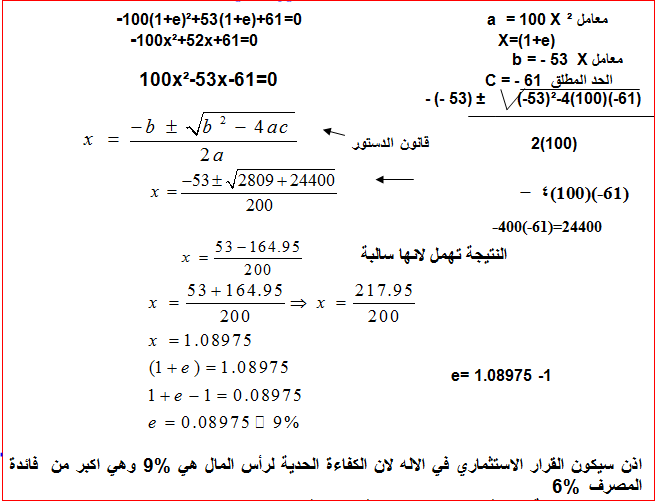 -100(1+e)²+53(1+e)+61=0
-100x²+52x+61=0
100x²-53x-61=0
x = (-b ± √(b² - 4ac)) / 2a
قانون الدستور
x = (-53 ± √(2809+24400)) / 200
x = (53-164.95) / 200
النتيجة تهمل لانها سالبة
x = (53+164.95) / 200 ⇒ x = 217.95 / 200
x = 1.08975
(1+e) = 1.08975
1+e-1 = 0.08975
e = 0.08975 □ 9%
a = 100 X ² معامل
X=(1+e)
b = - 53 X معامل
C = - 61 الحد المطلق
- (- 53) ± √(-53)²-4(100)(-61)
2(100)
− ٤(100)(-61)
-400(-61)=24400
e= 1.08975 -1
اذن سيكون القرار الاستثماري في الاله لان الكفاءة الحدية لرأس المال هي 9% وهي اكبر من فائدة
المصرف 6%